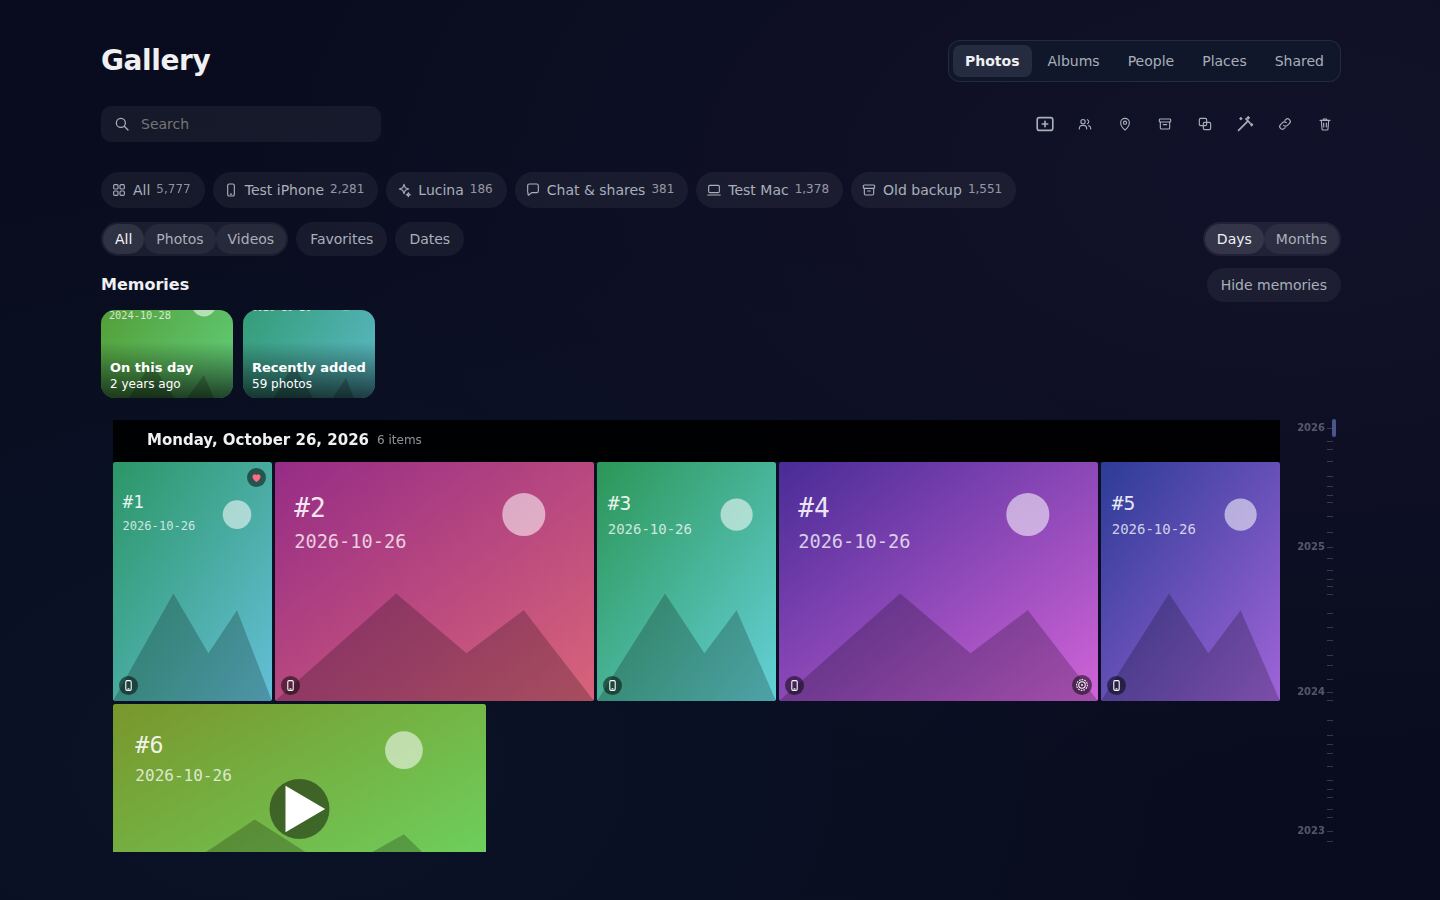 Gallery
Photos Albums People Places Shared
Search
All 5,777 Test iPhone 2,281 Lucina 186 Chat & shares 381 Test Mac 1,378 Old backup 1,551
All Photos Videos Favorites Dates Days Months
Memories Hide memories
2024-10-28
On this day Recently added
2 years ago 59 photos
Monday, October 26, 2026 6 items
2026
#1 #2 #3 #4 #5
2026-10-26 2026-10-26 2026-10-26 2026-10-26 2026-10-26
2025
2024
#6
2026-10-26
2023